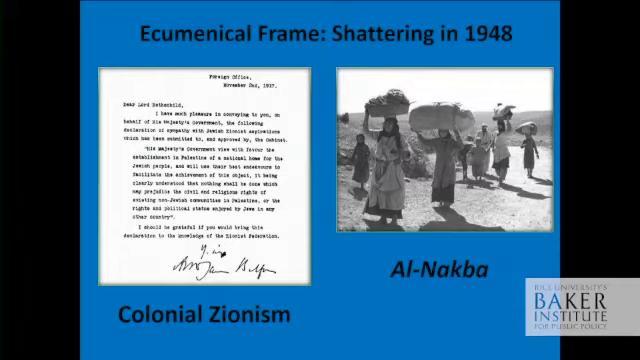 Ecumenical Frame: Shattering in 1948
Foreign Office,
November 2nd, 1917.
Dear Lord Rothschild,
I have much pleasure in conveying to you, on
behalf of His Majesty's Government, the following
declaration of sympathy with Jewish Zionist aspirations
which has been submitted to, and approved by, the Cabinet.
"His Majesty's Government view with favour the
establishment in Palestine of a national home for the
Jewish people, and will use their best endeavours to
facilitate the achievement of this object, it being
clearly understood that nothing shall be done which
may prejudice the civil and religious rights of
existing non-Jewish communities in Palestine, or the
rights and political status enjoyed by Jews in any
other country".
I should be grateful if you would bring this
declaration to the knowledge of the Zionist Federation.
Colonial Zionism
Al-Nakba
RICE UNIVERSITY'S
BAKER
INSTITUTE
FOR PUBLIC POLICY